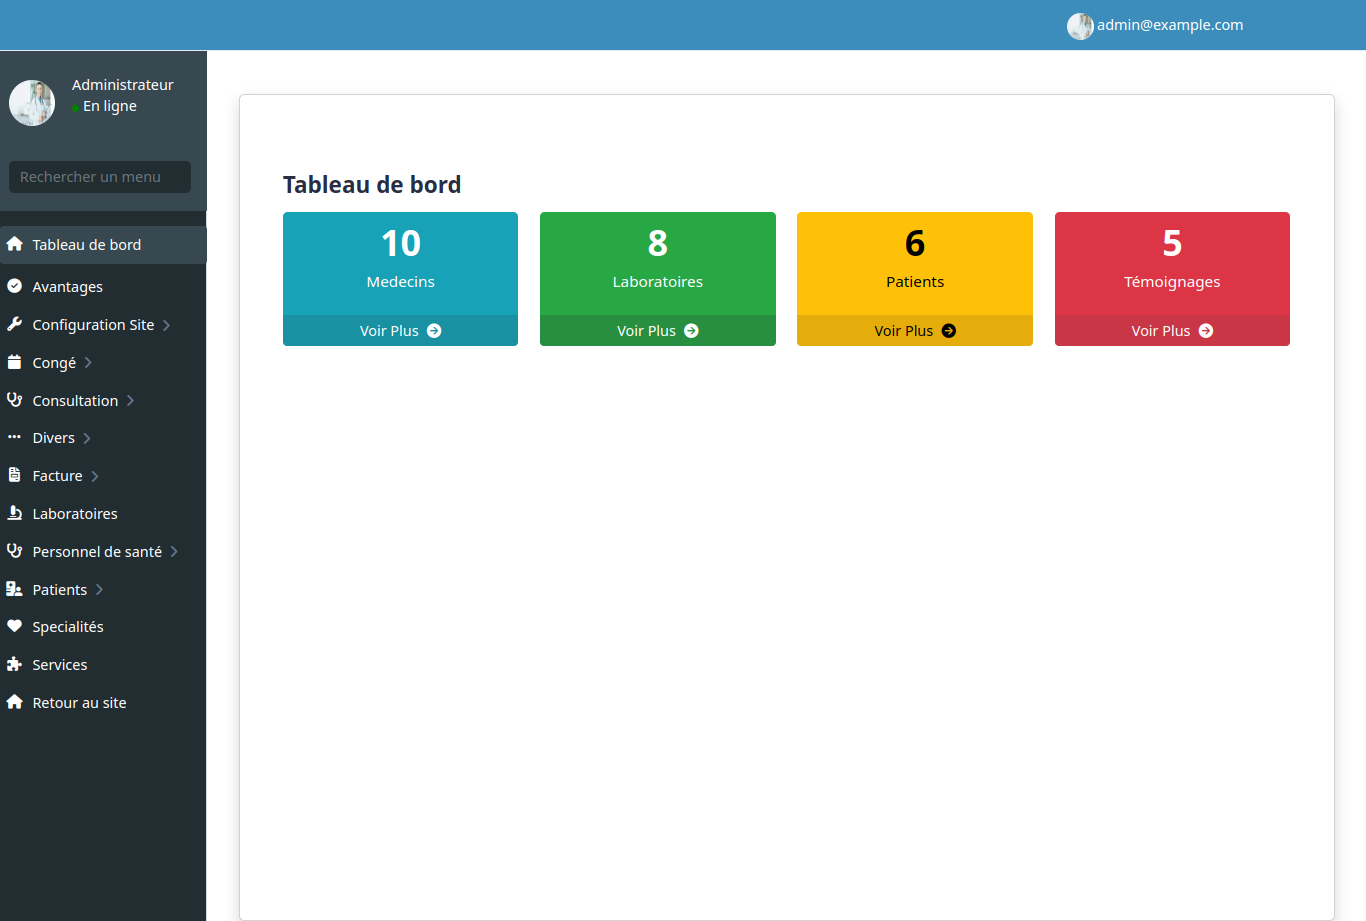 admin@example.com
Administrateur
En ligne
Rechercher un menu
Tableau de bord
Avantages
Configuration Site
Congé
Consultation
Divers
Facture
Laboratoires
Personnel de santé
Patients
Specialités
Services
Retour au site
Tableau de bord
10
Medecins
Voir Plus
8
Laboratoires
Voir Plus
6
Patients
Voir Plus
5
Témoignages
Voir Plus